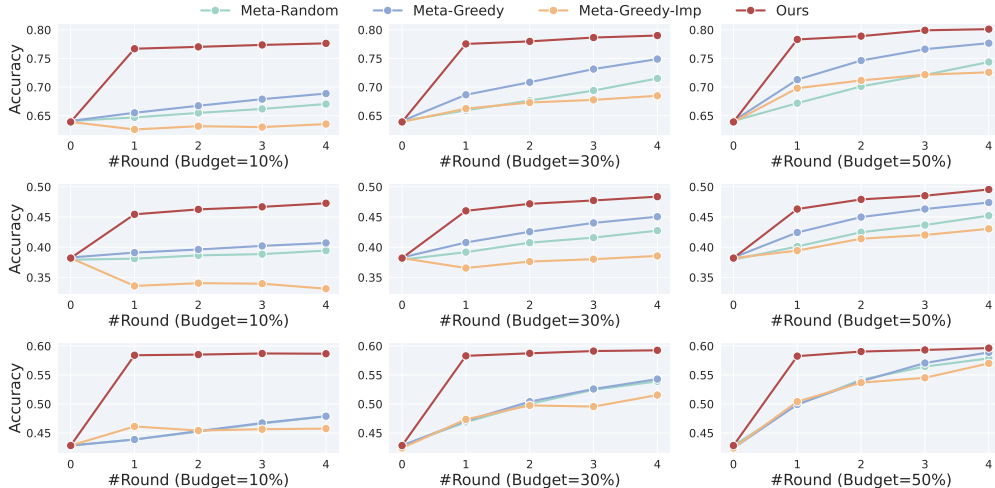 Meta-Random Meta-Greedy Meta-Greedy-Imp Ours
Accuracy
0.80
0.75
0.70
0.65
0 1 2 3 4
#Round (Budget=10%)
0.80
0.75
0.70
0.65
0 1 2 3 4
#Round (Budget=30%)
0.80
0.75
0.70
0.65
0 1 2 3 4
#Round (Budget=50%)
Accuracy
0.50
0.45
0.40
0.35
0 1 2 3 4
#Round (Budget=10%)
0.50
0.45
0.40
0.35
0 1 2 3 4
#Round (Budget=30%)
0.50
0.45
0.40
0.35
0 1 2 3 4
#Round (Budget=50%)
Accuracy
0.60
0.55
0.50
0.45
0 1 2 3 4
#Round (Budget=10%)
0.60
0.55
0.50
0.45
0 1 2 3 4
#Round (Budget=30%)
0.60
0.55
0.50
0.45
0 1 2 3 4
#Round (Budget=50%)